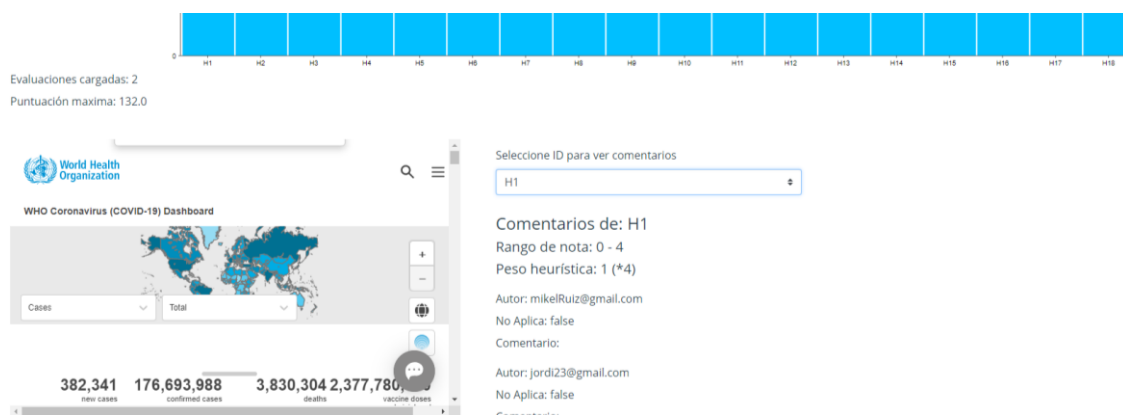 0
H1 H2 H3 H4 H5 H6 H7 H8 H9 H10 H11 H12 H13 H14 H15 H16 H17 H18
Evaluaciones cargadas: 2
Puntuación maxima: 132.0
World Health
Organization
WHO Coronavirus (COVID-19) Dashboard
+
−
Cases
Total
382,341 176,693,988 3,830,304 2,377,780,
new cases confirmed cases deaths vaccine doses
Seleccione ID para ver comentarios
H1
Comentarios de: H1
Rango de nota: 0 - 4
Peso heurística: 1 (*4)
Autor: mikelRuiz@gmail.com
No Aplica: false
Comentario:
Autor: jordi23@gmail.com
No Aplica: false
Comentario: